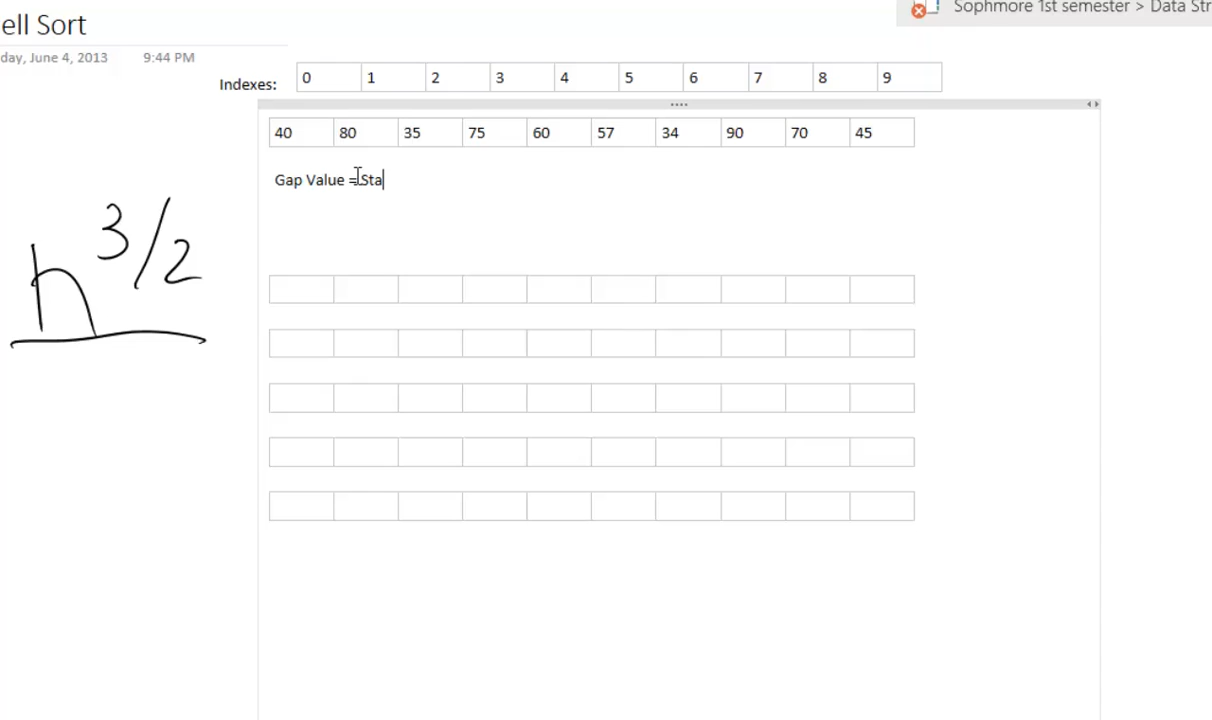 ell Sort
Sophmore 1st semester > Data Str
day, June 4, 2013 9:44 PM
Indexes: 0 1 2 3 4 5 6 7 8 9
40 80 35 75 60 57 34 90 70 45
Gap Value = Sta
n^3/2